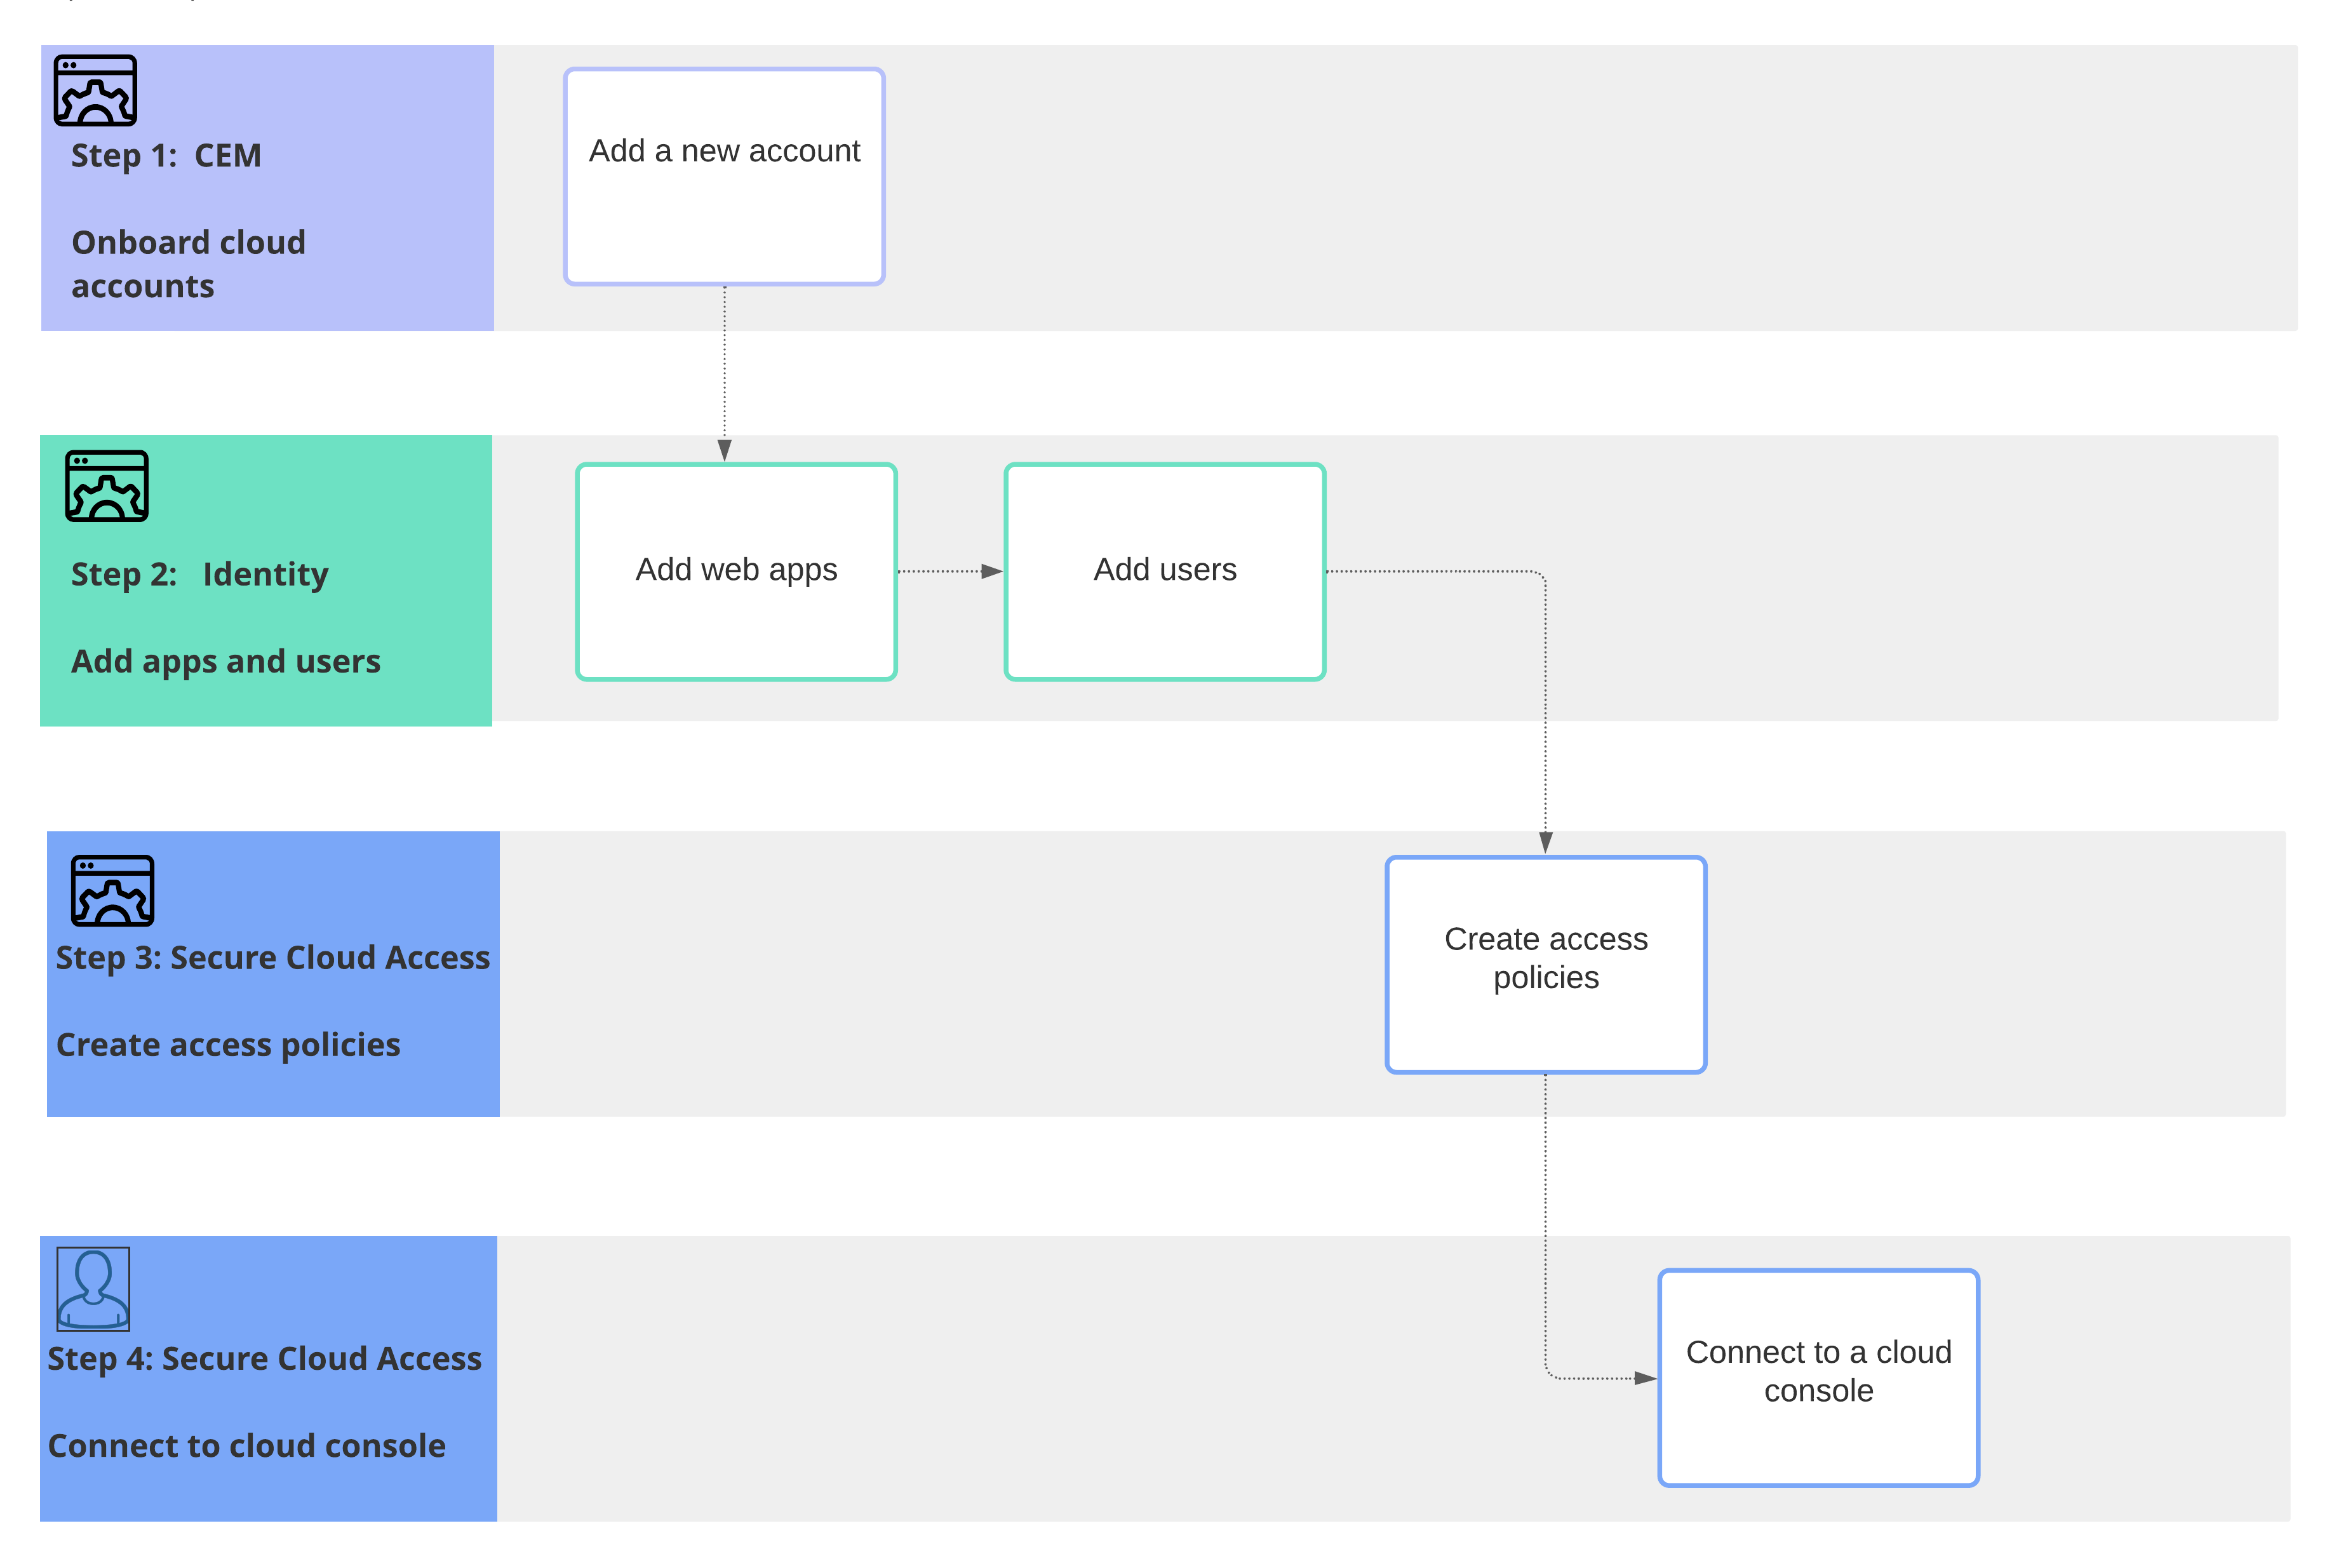 Step 1:  CEM
Onboard cloud
accounts
Add a new account
Step 2:   Identity
Add apps and users
Add web apps
Add users
Step 3: Secure Cloud Access
Create access policies
Create access
policies
Step 4: Secure Cloud Access
Connect to cloud console
Connect to a cloud
console